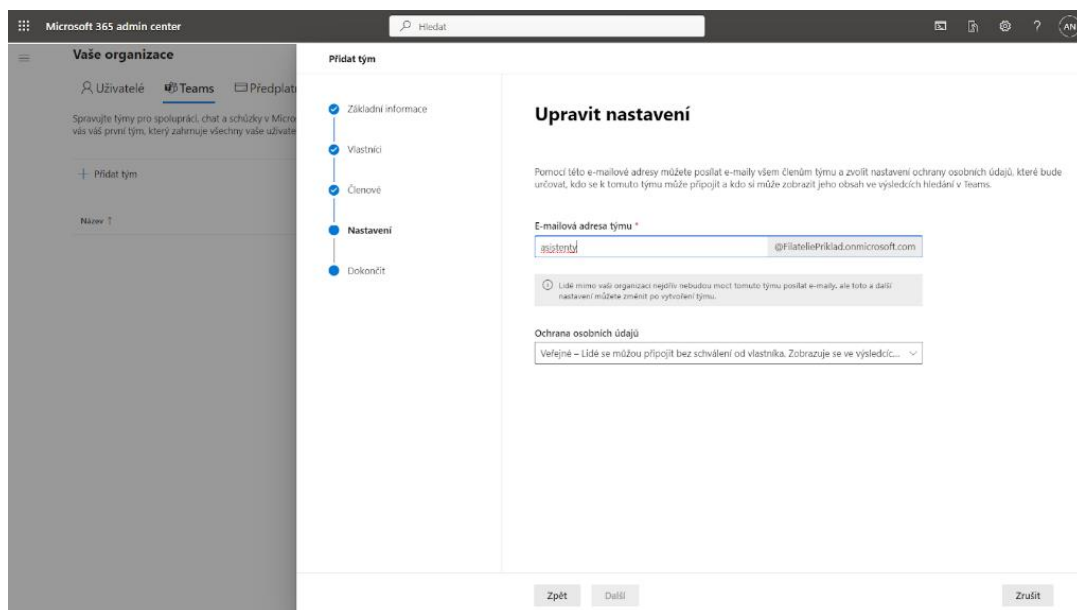 Microsoft 365 admin center
Hledat
AN
Vaše organizace
Uživatelé
Teams
Předplat
Spravujte týmy pro spolupráci, chat a schůzky v Micro
vás váš první tým, který zahrnuje všechny vaše uživate
Přidat tým
Název ↑
Přidat tým
Základní informace
Vlastníci
Členové
Nastavení
Dokončit
Upravit nastavení
Pomocí této e-mailové adresy můžete posílat e-maily všem členům týmu a zvolit nastavení ochrany osobních údajů, které bude
určovat, kdo se k tomuto týmu může připojit a kdo si může zobrazit jeho obsah ve výsledcích hledání v Teams.
E-mailová adresa týmu *
asistenty
@FilateliePriklad.onmicrosoft.com
Lidé mimo vaši organizaci nejdřív nebudou moct tomuto týmu posílat e-maily, ale toto a další
nastavení můžete změnit po vytvoření týmu.
Ochrana osobních údajů
Veřejné – Lidé se můžou připojit bez schválení od vlastníka. Zobrazuje se ve výsledcíc...
Zpět
Další
Zrušit